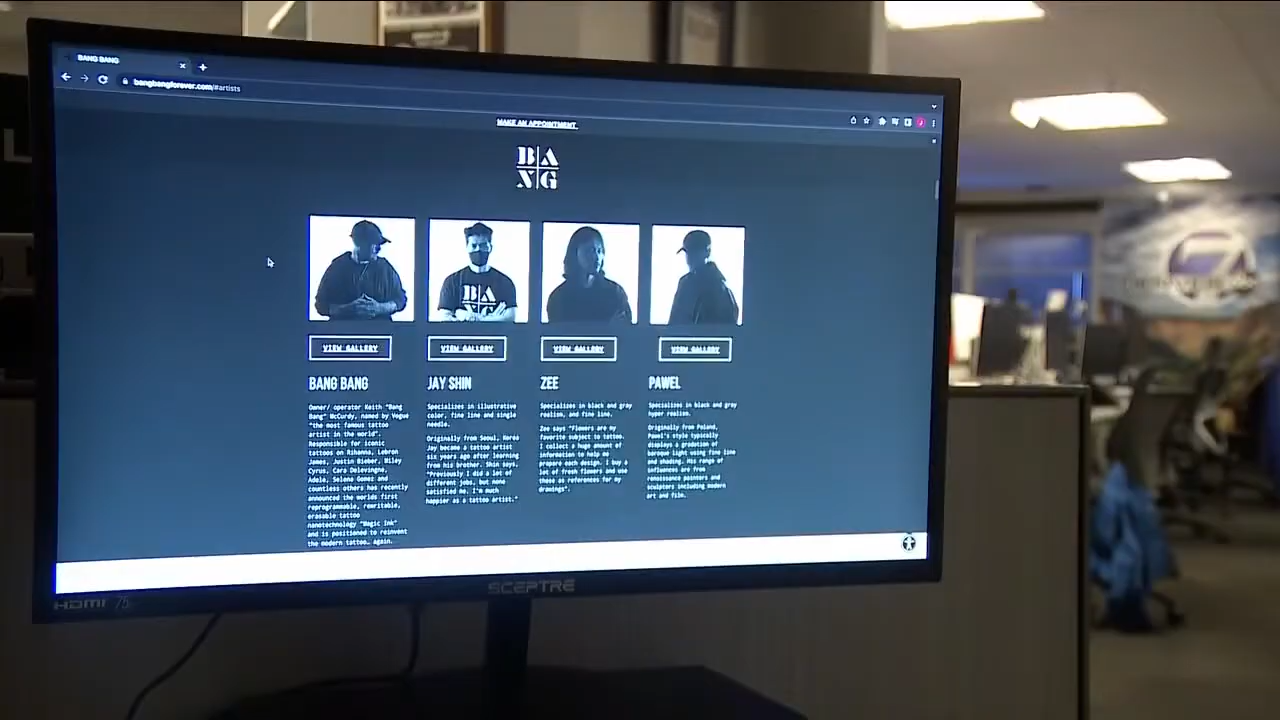 BANG BANG
bangbangforever.com/#artists
MAKE AN APPOINTMENT
BA
NG
BA
NG
VIEW GALLERY
VIEW GALLERY
VIEW GALLERY
VIEW GALLERY
BANG BANG
Owner/ operator Keith "Bang
Bang" McCurdy, named by Vogue
"the most famous tattoo
artist in the world".
Responsible for iconic
tattoos on Rihanna, Lebron
James, Justin Bieber, Miley
Cyrus, Cara Delevingne,
Adele, Selena Gomez and
countless others has recently
announced the worlds first
reprogrammable, rewritable,
erasable tattoo
nanotechnology "Magic Ink"
and is positioned to reinvent
the modern tattoo… again.
JAY SHIN
Specializes in illustrative
color, fine line and single
needle.
Originally from Seoul, Korea
Jay became a tattoo artist
six years ago after learning
from his brother. Shin says,
"Previously I did a lot of
different jobs, but none
satisfied me. I'm much
happier as a tattoo artist."
ZEE
Specializes in black and gray
realism, and fine line.
Zee says "Flowers are my
favorite subject to tattoo.
I collect a huge amount of
information to help me
prepare each design. I buy a
lot of fresh flowers and use
these as references for my
drawings".
PAWEL
Specializes in black and gray
hyper realism.
Originally from Poland,
Pawel's style typically
displays a gradation of
baroque light using fine line
and shading. His range of
influences are from
renaissance painters and
sculptors including modern
art and film.
SCEPTRE
HDMI
7